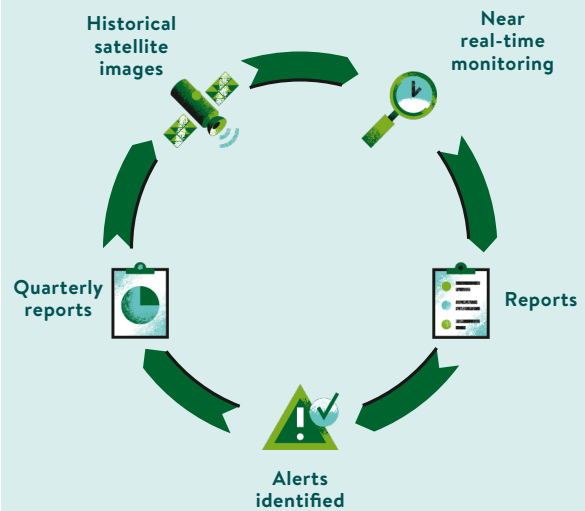 Historical
satellite
images
Near
real-time
monitoring
Reports
Alerts
identified
Quarterly
reports